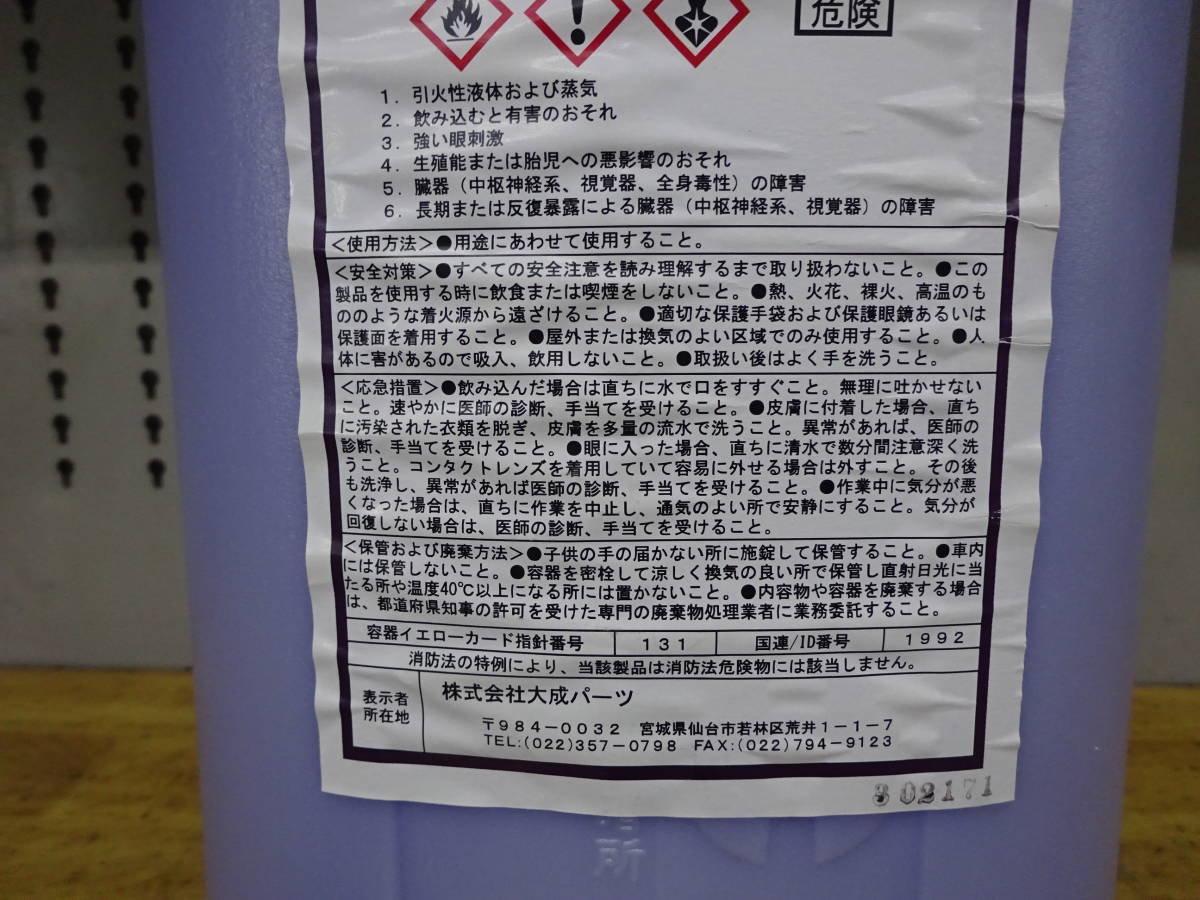 危険
1. 引火性液体および蒸気
2. 飲み込むと有害のおそれ
3. 強い眼刺激
4. 生殖能または胎児への悪影響のおそれ
5. 臓器（中枢神経系、視覚器、全身毒性）の障害
6. 長期または反復暴露による臓器（中枢神経系、視覚器）の障害
＜使用方法＞●用途にあわせて使用すること。
＜安全対策＞●すべての安全注意を読み理解するまで取り扱わないこと。●この
製品を使用する時に飲食または喫煙をしないこと。●熱、火花、裸火、高温のも
ののような着火源から遠ざけること。●適切な保護手袋および保護眼鏡あるいは
保護面を着用すること。●屋外または換気のよい区域でのみ使用すること。●人
体に害があるので吸入、飲用しないこと。●取扱い後はよく手を洗うこと。
＜応急措置＞●飲み込んだ場合は直ちに水で口をすすぐこと。無理に吐かせない
こと。速やかに医師の診断、手当てを受けること。●皮膚に付着した場合、直ち
に汚染された衣類を脱ぎ、皮膚を多量の流水で洗うこと。異常があれば、医師の
診断、手当てを受けること。●眼に入った場合、直ちに清水で数分間注意深く洗
うこと。コンタクトレンズを着用していて容易に外せる場合は外すこと。その後
も洗浄し、異常があれば医師の診断、手当てを受けること。●作業中に気分が悪
くなった場合は、直ちに作業を中止し、通気のよい所で安静にすること。気分が
回復しない場合は、医師の診断、手当てを受けること。
＜保管および廃棄方法＞●子供の手の届かない所に施錠して保管すること。●車内
には保管しないこと。●容器を密栓して涼しく換気の良い所で保管し直射日光に当
たる所や温度40℃以上になる所には置かないこと。●内容物や容器を廃棄する場合
は、都道府県知事の許可を受けた専門の廃棄物処理業者に業務委託すること。
容器イエローカード指針番号 131 国連/ID番号 1992
消防法の特例により、当該製品は消防法危険物には該当しません。
表示者
所在地
株式会社大成パーツ
〒984-0032 宮城県仙台市若林区荒井1-1-7
TEL:(022)357-0798 FAX:(022)794-9123
302171
所